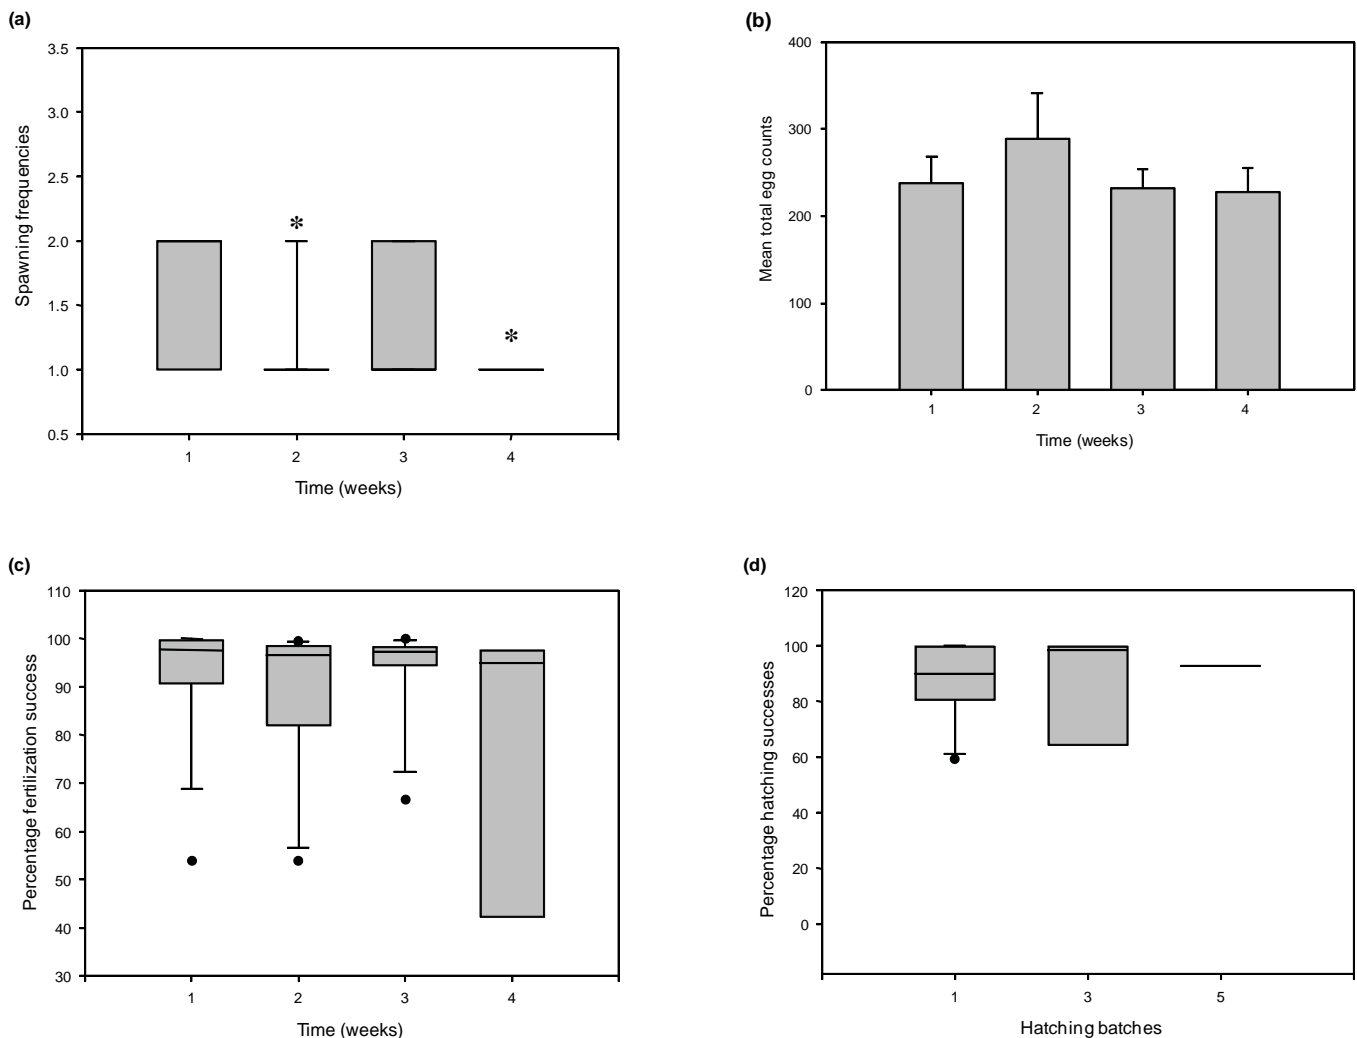 (a)
Spawning frequencies
3.5
3.0
2.5
2.0
1.5
1.0
0.5
*
*
1 2 3 4
Time (weeks)
(b)
Mean total egg counts
400
300
200
100
0
1 2 3 4
Time (weeks)
(c)
Percentage fertilization success
110
100
90
80
70
60
50
40
30
1 2 3 4
Time (weeks)
(d)
Percentage hatching successes
120
100
80
60
40
20
0
1 3 5
Hatching batches